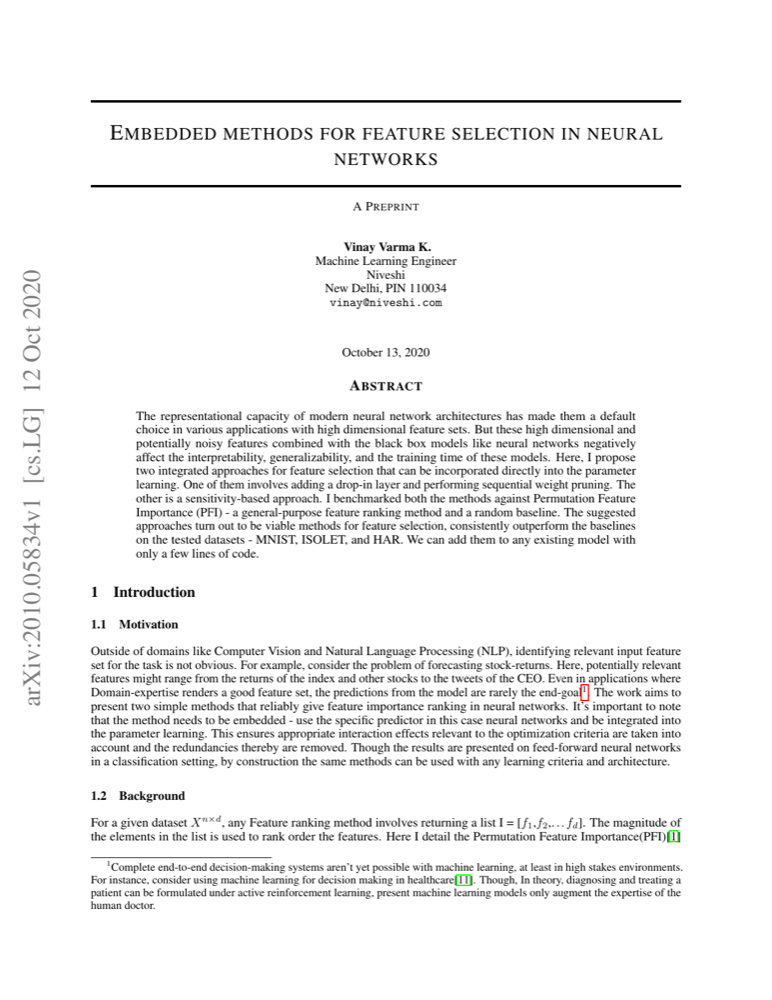 EMBEDDED METHODS FOR FEATURE SELECTION IN NEURAL
NETWORKS
A PREPRINT
Vinay Varma K.
Machine Learning Engineer
Niveshi
New Delhi, PIN 110034
vinay@niveshi.com
October 13, 2020
ABSTRACT
The representational capacity of modern neural network architectures has made them a default
choice in various applications with high dimensional feature sets. But these high dimensional and
potentially noisy features combined with the black box models like neural networks negatively
affect the interpretability, generalizability, and the training time of these models. Here, I propose
two integrated approaches for feature selection that can be incorporated directly into the parameter
learning. One of them involves adding a drop-in layer and performing sequential weight pruning. The
other is a sensitivity-based approach. I benchmarked both the methods against Permutation Feature
Importance (PFI) - a general-purpose feature ranking method and a random baseline. The suggested
approaches turn out to be viable methods for feature selection, consistently outperform the baselines
on the tested datasets - MNIST, ISOLET, and HAR. We can add them to any existing model with
only a few lines of code.
1 Introduction
1.1 Motivation
Outside of domains like Computer Vision and Natural Language Processing (NLP), identifying relevant input feature
set for the task is not obvious. For example, consider the problem of forecasting stock-returns. Here, potentially relevant
features might range from the returns of the index and other stocks to the tweets of the CEO. Even in applications where
Domain-expertise renders a good feature set, the predictions from the model are rarely the end-goal¹. The work aims to
present two simple methods that reliably give feature importance ranking in neural networks. It's important to note
that the method needs to be embedded - use the specific predictor in this case neural networks and be integrated into
the parameter learning. This ensures appropriate interaction effects relevant to the optimization criteria are taken into
account and the redundancies thereby are removed. Though the results are presented on feed-forward neural networks
in a classification setting, by construction the same methods can be used with any learning criteria and architecture.
1.2 Background
For a given dataset X^{n×d}, any Feature ranking method involves returning a list I = [f₁,f₂,... f_d]. The magnitude of
the elements in the list is used to rank order the features. Here I detail the Permutation Feature Importance(PFI)[1]
¹Complete end-to-end decision-making systems aren't yet possible with machine learning, at least in high stakes environments.
For instance, consider using machine learning for decision making in healthcare[11]. Though, In theory, diagnosing and treating a
patient can be formulated under active reinforcement learning, present machine learning models only augment the expertise of the
human doctor.
arXiv:2010.05834v1 [cs.LG] 12 Oct 2020